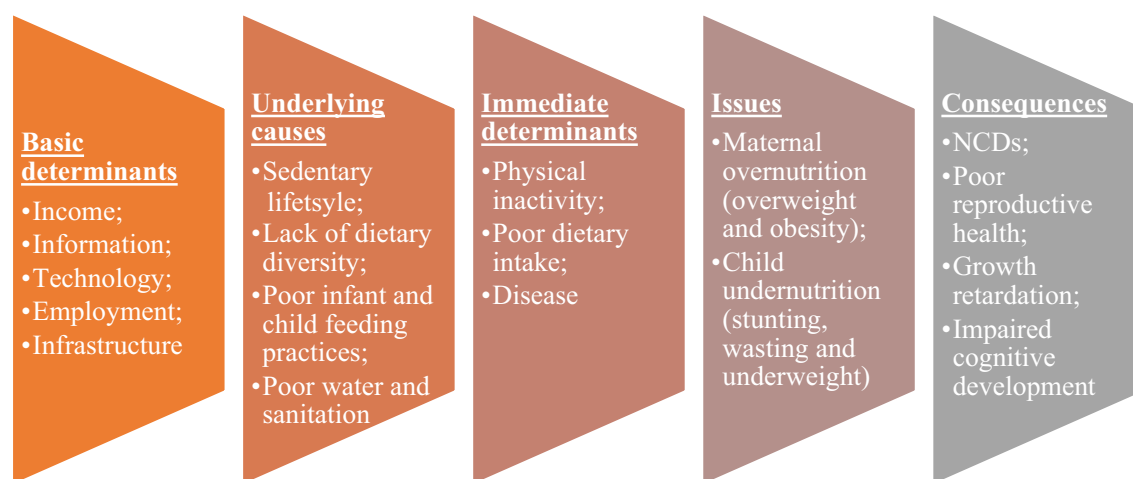 Basic
determinants
•Income;
•Information;
•Technology;
•Employment;
•Infrastructure
Underlying
causes
•Sedentary
lifetsyle;
•Lack of dietary
diversity;
•Poor infant and
child feeding
practices;
•Poor water and
sanitation
Immediate
determinants
•Physical
inactivity;
•Poor dietary
intake;
•Disease
Issues
•Maternal
overnutrition
(overweight
and obesity);
•Child
undernutrition
(stunting,
wasting and
underweight)
Consequences
•NCDs;
•Poor
reproductive
health;
•Growth
retardation;
•Impaired
cognitive
development